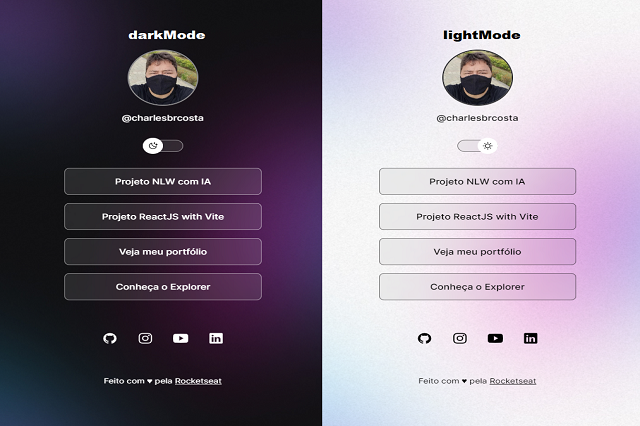 darkMode
@charlesbrcosta
Projeto NLW com IA
Projeto ReactJS with Vite
Veja meu portfólio
Conheça o Explorer
Feito com ♥ pela Rocketseat
lightMode
@charlesbrcosta
Projeto NLW com IA
Projeto ReactJS with Vite
Veja meu portfólio
Conheça o Explorer
Feito com ♥ pela Rocketseat